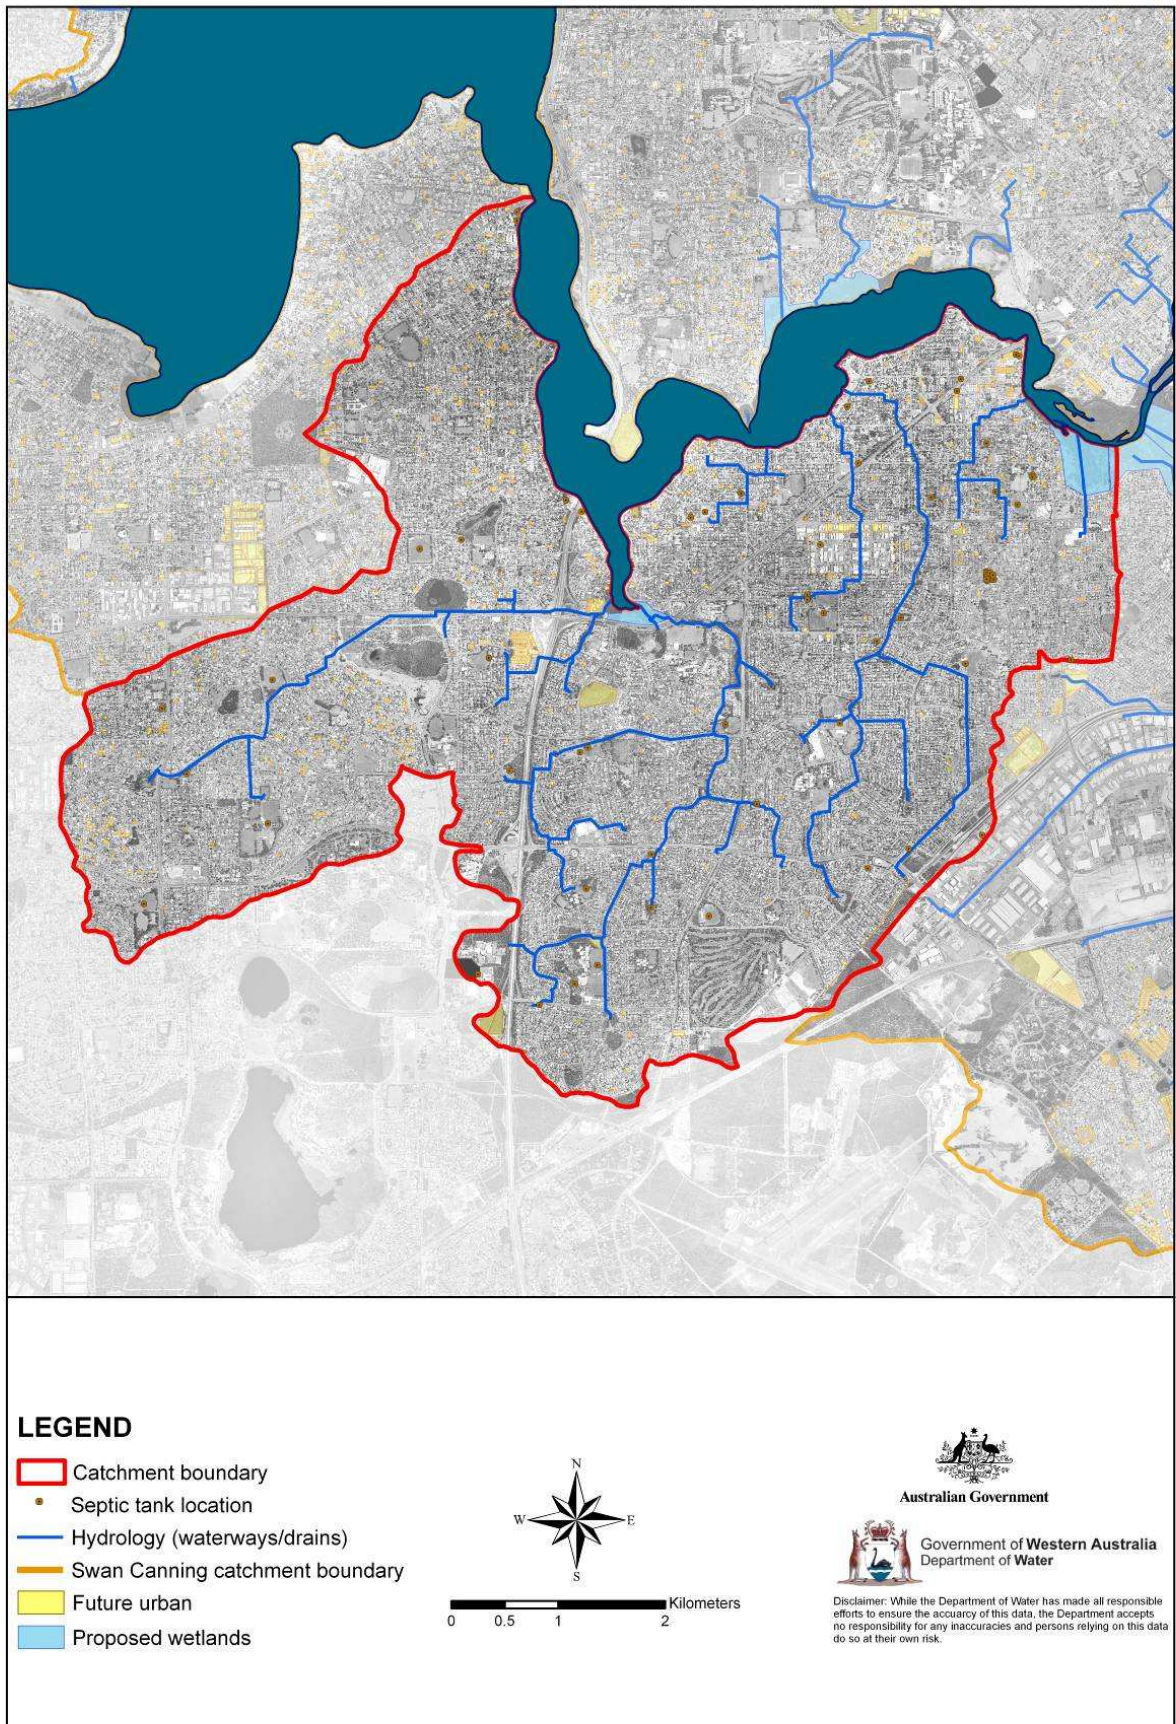 LEGEND
Catchment boundary
Septic tank location
Hydrology (waterways/drains)
Swan Canning catchment boundary
Future urban
Proposed wetlands
N
W
E
S
Kilometers
0 0.5 1 2
Australian Government
Government of Western Australia
Department of Water
Disclaimer: While the Department of Water has made all responsible
efforts to ensure the accuarcy of this data, the Department accepts
no responsibility for any inaccuracies and persons relying on this data
do so at their own risk.